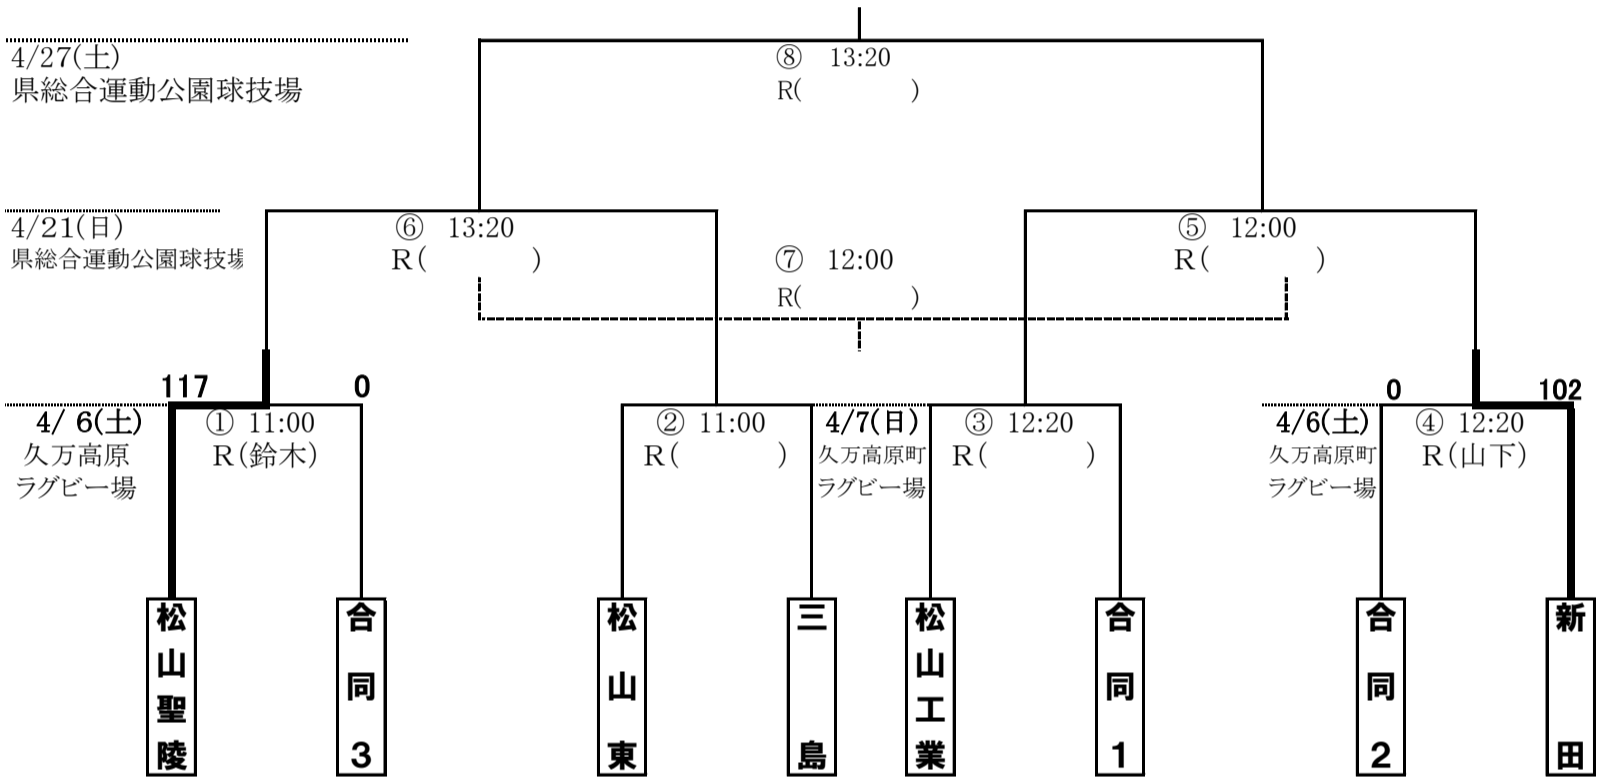 4/27(土)
県総合運動公園球技場
⑧ 13:20
R( )
4/21(日)
県総合運動公園球技場
⑥ 13:20
R( )
⑦ 12:00
R( )
⑤ 12:00
R( )
117
0
4/ 6(土)
久万高原
ラグビー場
① 11:00
R(鈴木)
② 11:00
R( )
4/7(日)
久万高原町
ラグビー場
③ 12:20
R( )
0
102
4/6(土)
久万高原町
ラグビー場
④ 12:20
R(山下)
松山聖陵
合同3
松山東
三島
松山工業
合同1
合同2
新田